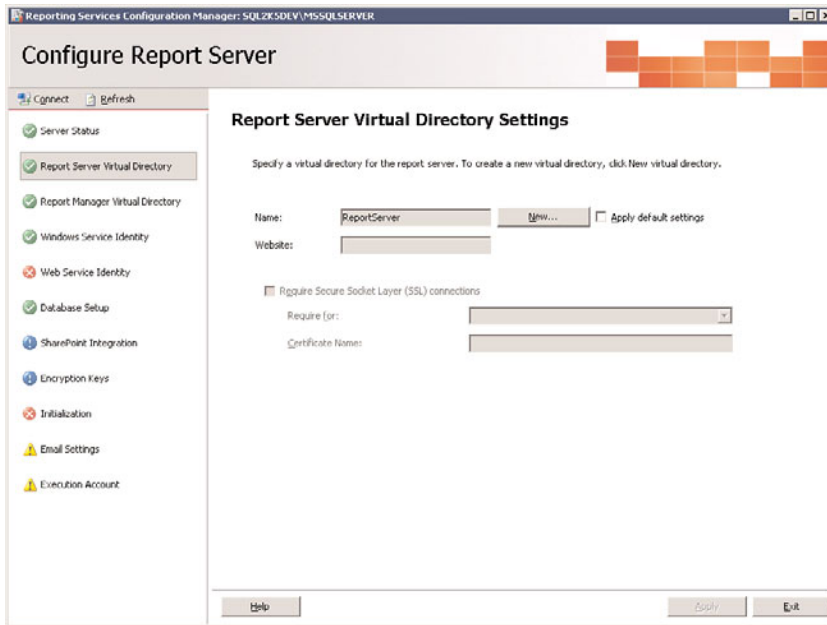 Reporting Services Configuration Manager: SQL2K5DEV\MSSQLSERVER
Configure Report Server
Connect Refresh
Server Status
Report Server Virtual Directory
Report Manager Virtual Directory
Windows Service Identity
Web Service Identity
Database Setup
SharePoint Integration
Encryption Keys
Initialization
Email Settings
Execution Account
Report Server Virtual Directory Settings
Specify a virtual directory for the report server. To create a new virtual directory, click New virtual directory.
Name: ReportServer New... Apply default settings
Website:
Require Secure Socket Layer (SSL) connections
Require for:
Certificate Name:
Help Apply Exit